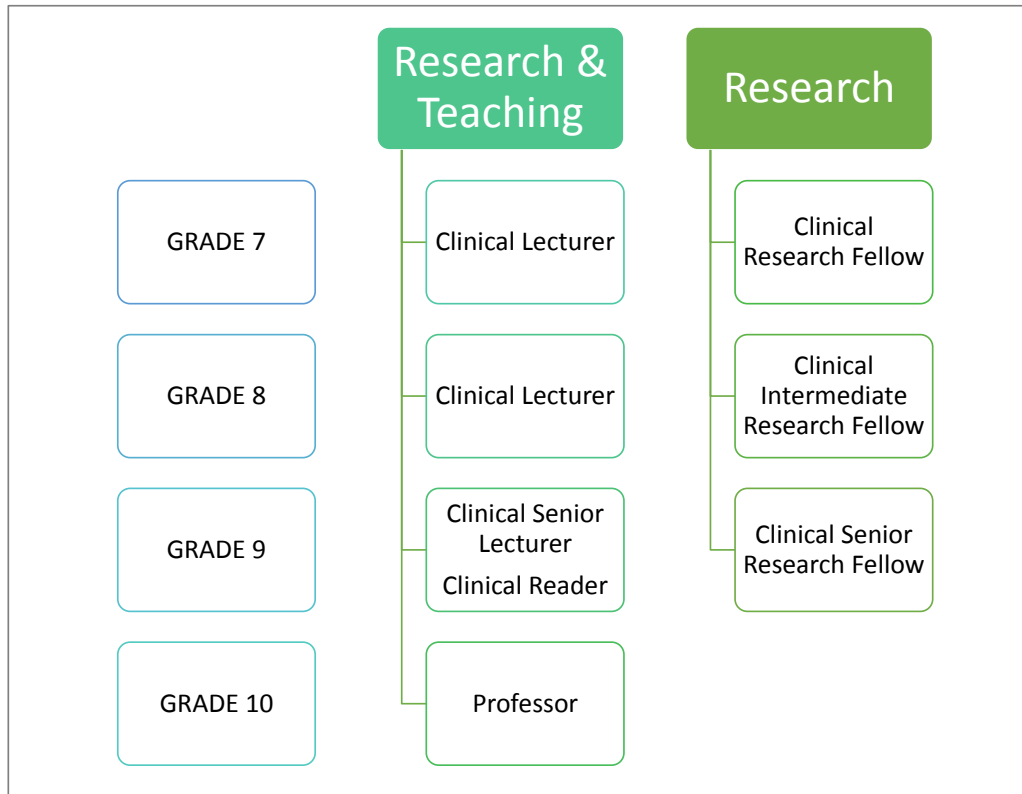 Research &
Teaching
Research
GRADE 7
Clinical Lecturer
Clinical
Research Fellow
GRADE 8
Clinical Lecturer
Clinical
Intermediate
Research Fellow
GRADE 9
Clinical Senior
Lecturer
Clinical Reader
Clinical Senior
Research Fellow
GRADE 10
Professor